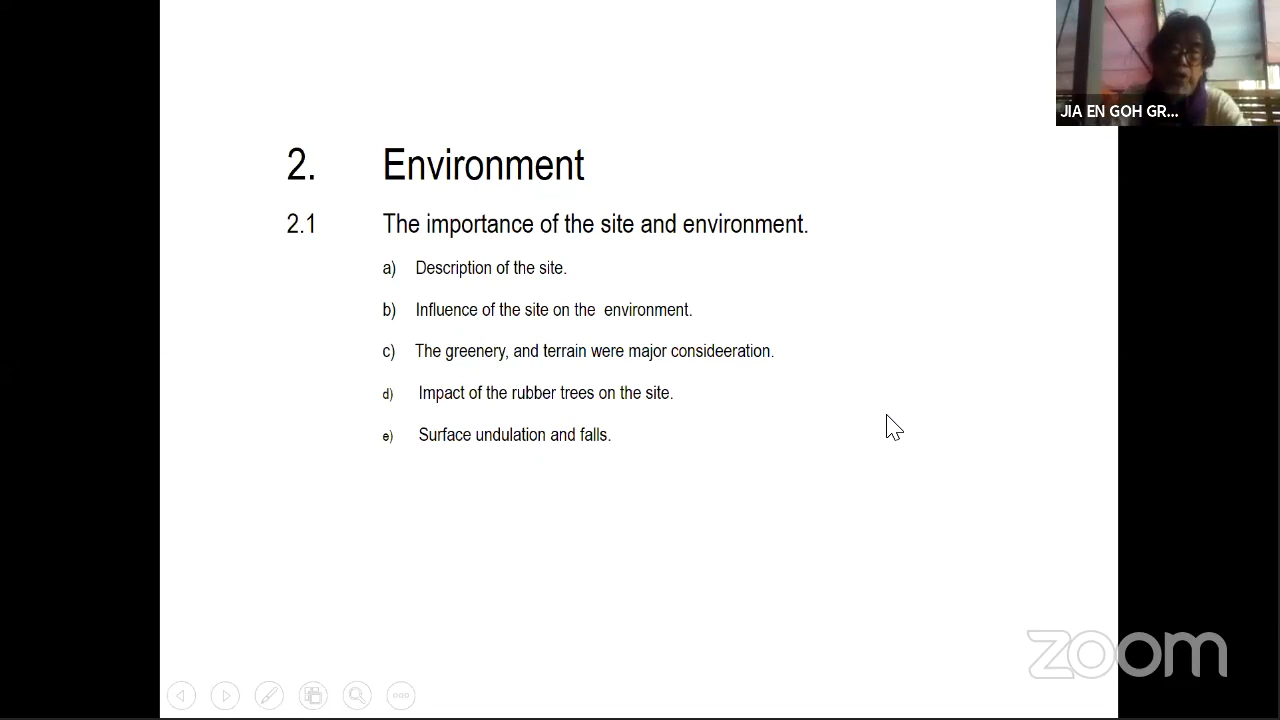 JIA EN GOH GR...
2. Environment
2.1 The importance of the site and environment.
a) Description of the site.
b) Influence of the site on the environment.
c) The greenery, and terrain were major consideeration.
d) Impact of the rubber trees on the site.
e) Surface undulation and falls.
zoom